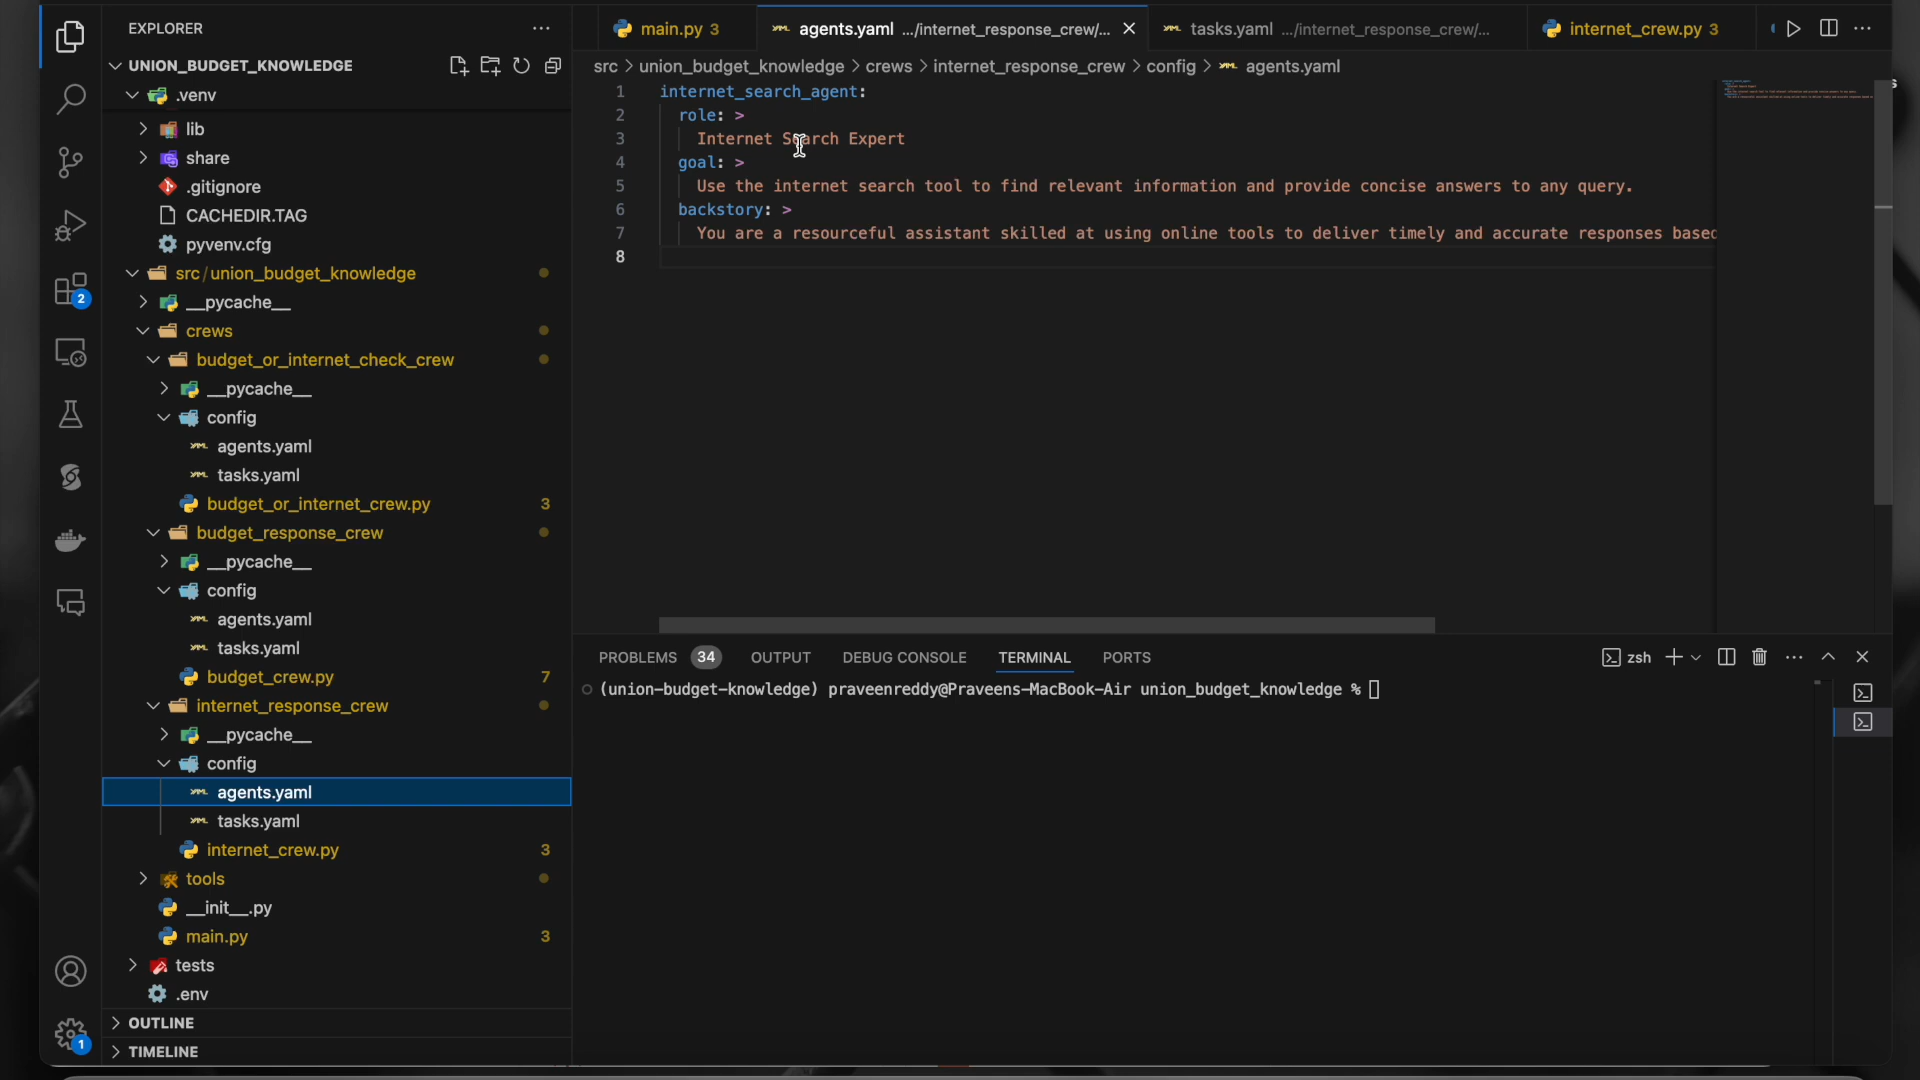 EXPLORER
UNION_BUDGET_KNOWLEDGE
.venv
lib
share
.gitignore
CACHEDIR.TAG
pyvenv.cfg
src/union_budget_knowledge
__pycache__
crews
budget_or_internet_check_crew
__pycache__
config
agents.yaml
tasks.yaml
budget_or_internet_crew.py 3
budget_response_crew
__pycache__
config
agents.yaml
tasks.yaml
budget_crew.py 7
internet_response_crew
__pycache__
config
agents.yaml
tasks.yaml
internet_crew.py 3
tools
__init__.py
main.py 3
tests
.env
OUTLINE
TIMELINE
2
1
main.py 3 agents.yaml .../internet_response_crew/... tasks.yaml .../internet_response_crew/... internet_crew.py 3
src > union_budget_knowledge > crews > internet_response_crew > config > agents.yaml
1 internet_search_agent:
2 role: >
3 Internet Search Expert
4 goal: >
5 Use the internet search tool to find relevant information and provide concise answers to any query.
6 backstory: >
7 You are a resourceful assistant skilled at using online tools to deliver timely and accurate responses based
8
PROBLEMS 34 OUTPUT DEBUG CONSOLE TERMINAL PORTS zsh
(union-budget-knowledge) praveenreddy@Praveens-MacBook-Air union_budget_knowledge %